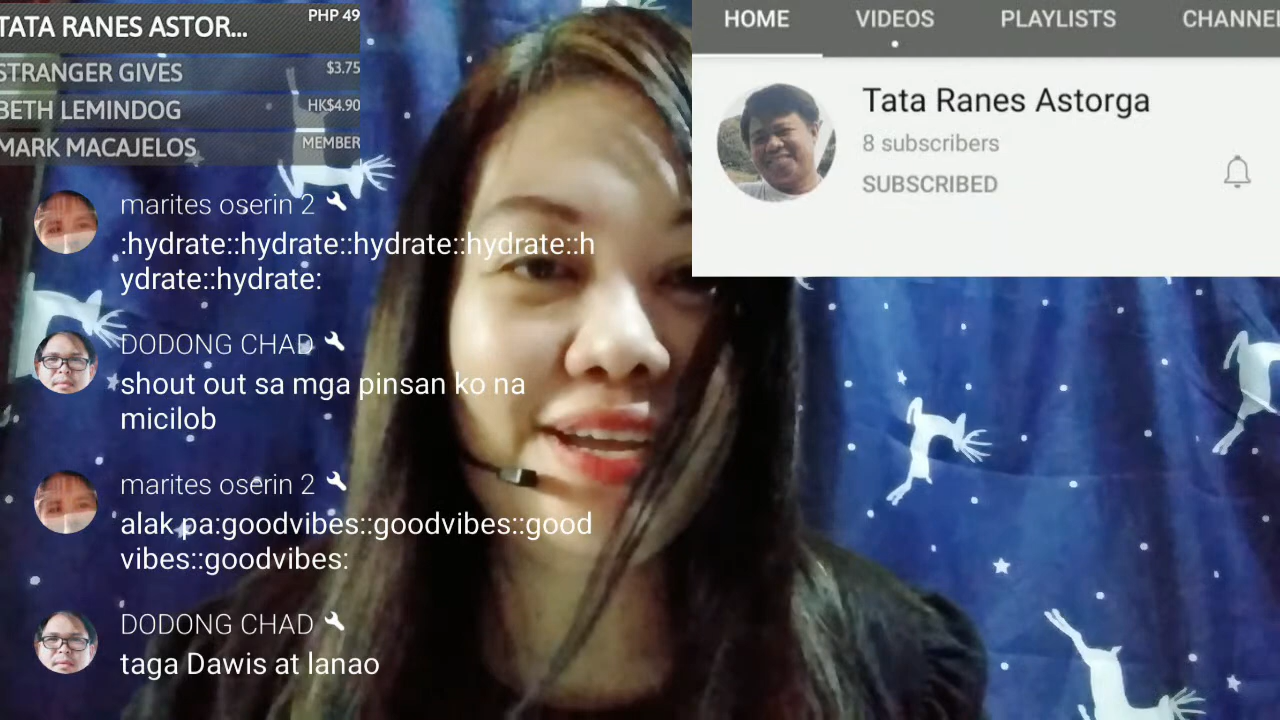 TATA RANES ASTOR...
PHP 49
STRANGER GIVES
$3.75
BETH LEMINDOG
HK$4.90
MARK MACAJELOS
MEMBER
marites oserin 2
:hydrate::hydrate::hydrate::hydrate::h
ydrate::hydrate:
DODONG CHAD
shout out sa mga pinsan ko na
micilob
marites oserin 2
alak pa:goodvibes::goodvibes::good
vibes::goodvibes:
DODONG CHAD
taga Dawis at lanao
HOME
VIDEOS
PLAYLISTS
CHANNE
Tata Ranes Astorga
8 subscribers
SUBSCRIBED